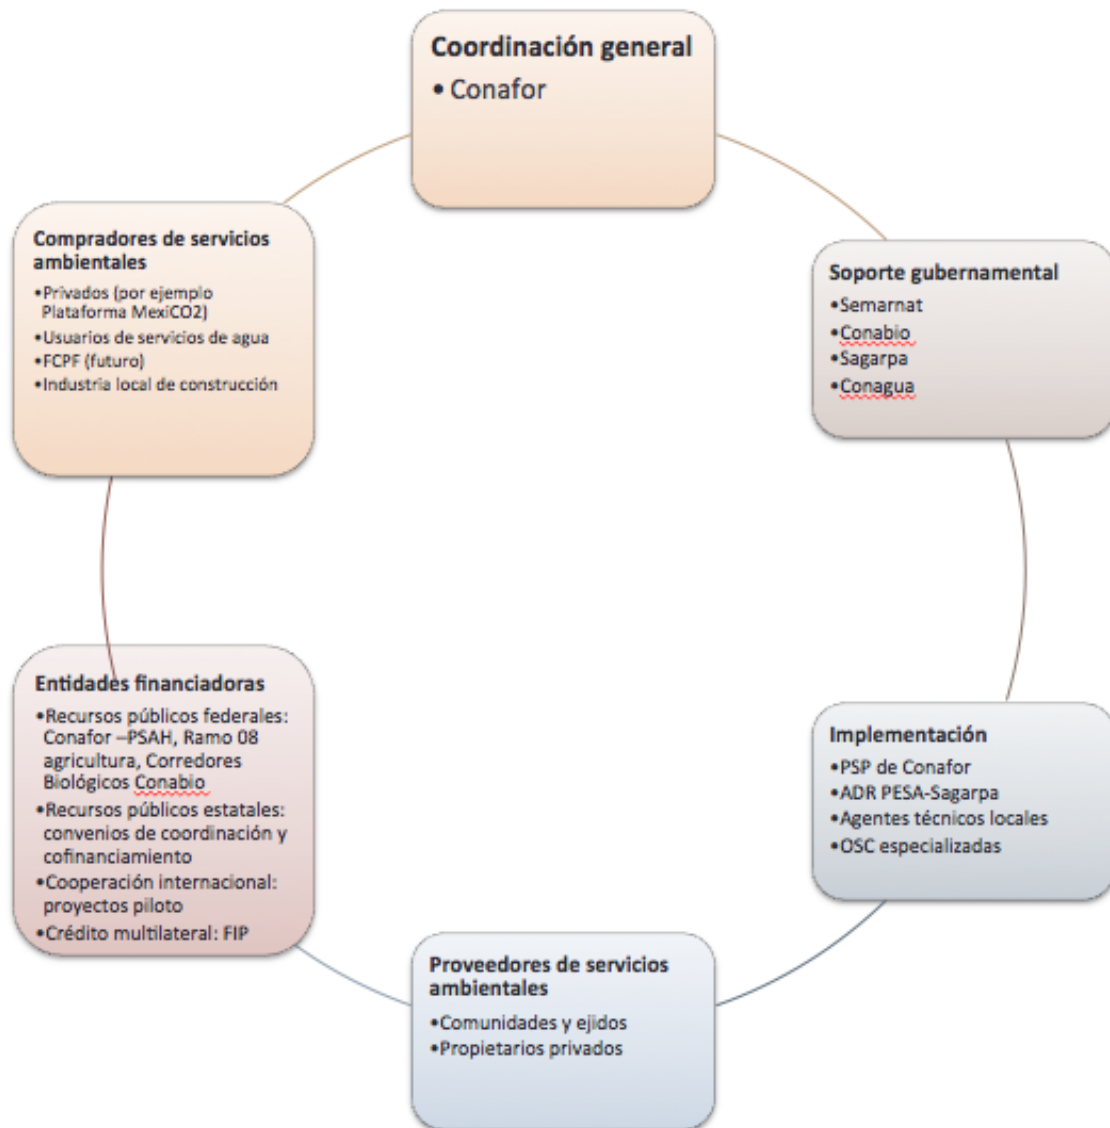 Coordinación general
• Conafor
Compradores de servicios
ambientales
•Privados (por ejemplo
Plataforma MexiCO2)
•Usuarios de servicios de agua
•FCPF (futuro)
•Industria local de construcción
Soporte gubernamental
•Semarnat
•Conabio
•Sagarpa
•Conagua
Entidades financiadoras
•Recursos públicos federales:
Conafor –PSAH, Ramo 08
agricultura, Corredores
Biológicos Conabio
•Recursos públicos estatales:
convenios de coordinación y
cofinanciamiento
•Cooperación internacional:
proyectos piloto
•Crédito multilateral: FIP
Implementación
•PSP de Conafor
•ADR PESA-Sagarpa
•Agentes técnicos locales
•OSC especializadas
Proveedores de servicios
ambientales
•Comunidades y ejidos
•Propietarios privados